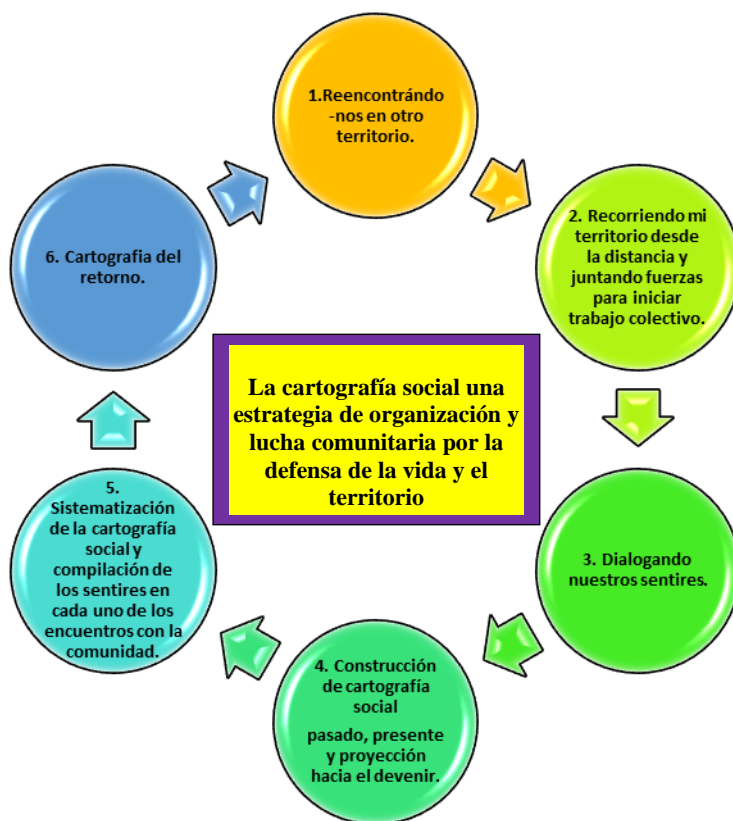 1.Reencontrándo
-nos en otro
territorio.
2. Recorriendo mi
territorio desde
la distancia y
juntando fuerzas
para iniciar
trabajo colectivo.
3. Dialogando
nuestros sentires.
4. Construcción
de cartografía
social
pasado, presente
y proyección
hacia el devenir.
5.
Sistematización
de la cartografía
social y
compilación de
los sentires en
cada uno de los
encuentros con la
comunidad.
6. Cartografia del
retorno.
La cartografía social una
estrategia de organización y
lucha comunitaria por la
defensa de la vida y el
territorio